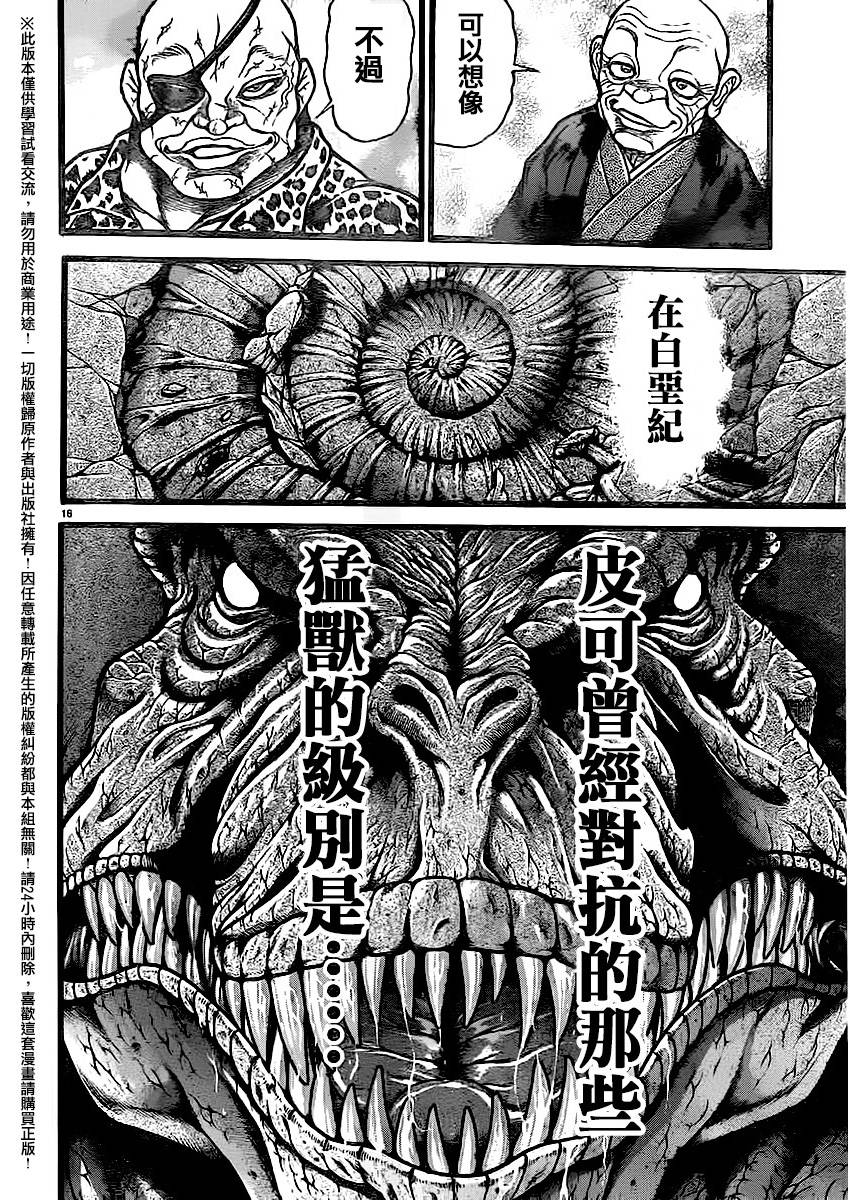 可以想像
不過
在白堊紀
皮可曾經對抗的那些
猛獸的級別是……
16
※此版本僅供學習試看交流，請勿用於商業用途！一切版權歸原作者與出版社擁有！因任意轉載所產生的版權糾紛都與本組無關！請24小時內刪除，喜歡這套漫畫請購買正版！